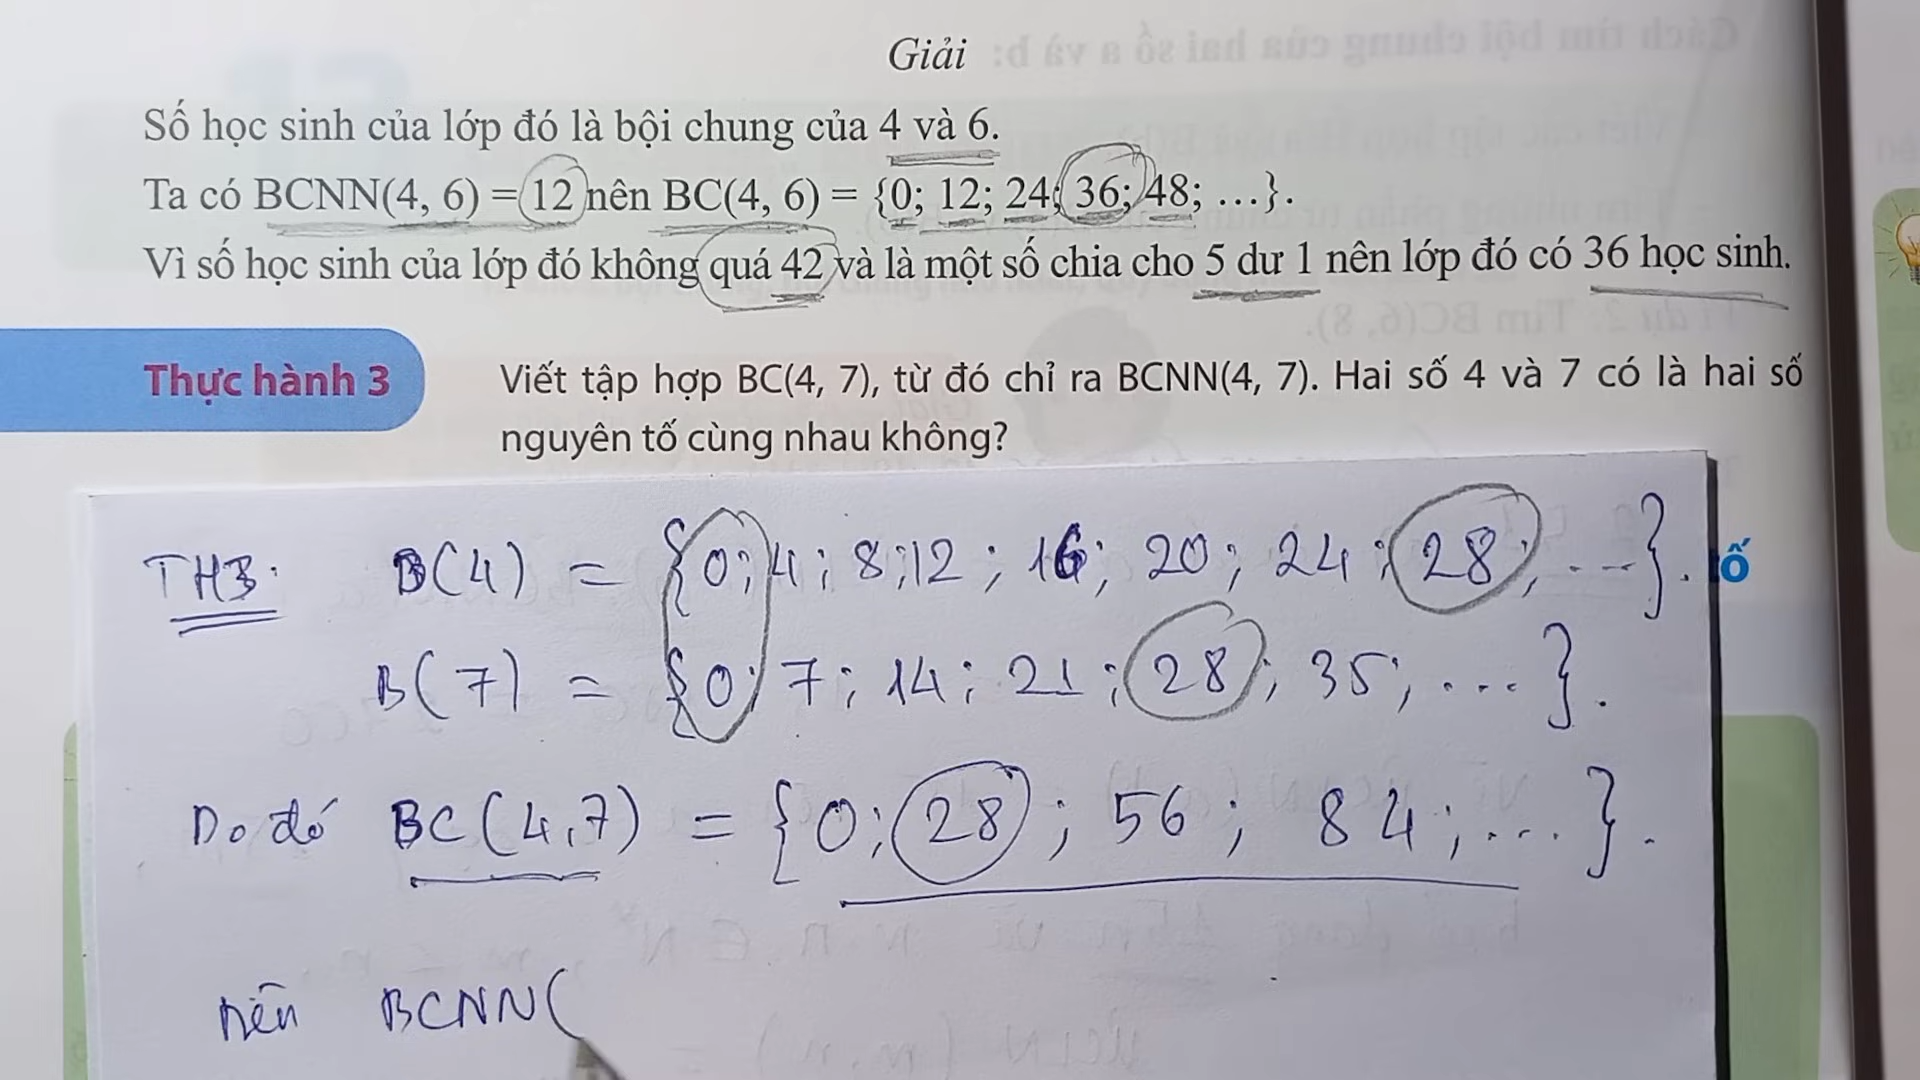 Giải
Số học sinh của lớp đó là bội chung của 4 và 6.
Ta có BCNN(4, 6) = 12 nên BC(4, 6) = {0; 12; 24; 36; 48; …}.
Vì số học sinh của lớp đó không quá 42 và là một số chia cho 5 dư 1 nên lớp đó có 36 học sinh.
Thực hành 3
Viết tập hợp BC(4, 7), từ đó chỉ ra BCNN(4, 7). Hai số 4 và 7 có là hai số
nguyên tố cùng nhau không?
TH3: B(4) = {0; 4; 8; 12; 16; 20; 24; 28; ...}.
tố
B(7) = {0; 7; 14; 21; 28; 35; ...}.
Do đó BC(4,7) = {0; 28; 56; 84; ...}.
nên BCNN(